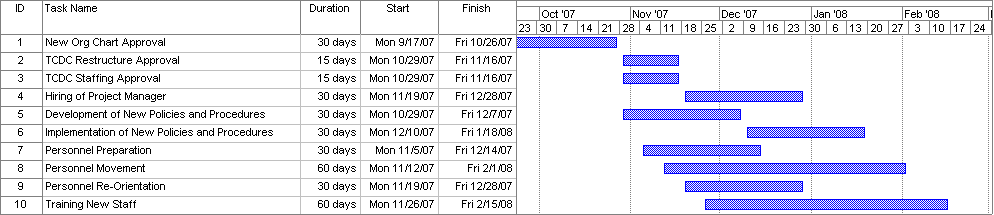 ID Task Name Duration Start Finish Oct '07 Nov '07 Dec '07 Jan '08 Feb '08
23 30 7 14 21 28 4 11 18 25 2 9 16 23 30 6 13 20 27 3 10 17 24
1 New Org Chart Approval 30 days Mon 9/17/07 Fri 10/26/07
2 TCDC Restructure Approval 15 days Mon 10/29/07 Fri 11/16/07
3 TCDC Staffing Approval 15 days Mon 10/29/07 Fri 11/16/07
4 Hiring of Project Manager 30 days Mon 11/19/07 Fri 12/28/07
5 Development of New Policies and Procedures 30 days Mon 10/29/07 Fri 12/7/07
6 Implementation of New Policies and Procedures 30 days Mon 12/10/07 Fri 1/18/08
7 Personnel Preparation 30 days Mon 11/5/07 Fri 12/14/07
8 Personnel Movement 60 days Mon 11/12/07 Fri 2/1/08
9 Personnel Re-Orientation 30 days Mon 11/19/07 Fri 12/28/07
10 Training New Staff 60 days Mon 11/26/07 Fri 2/15/08